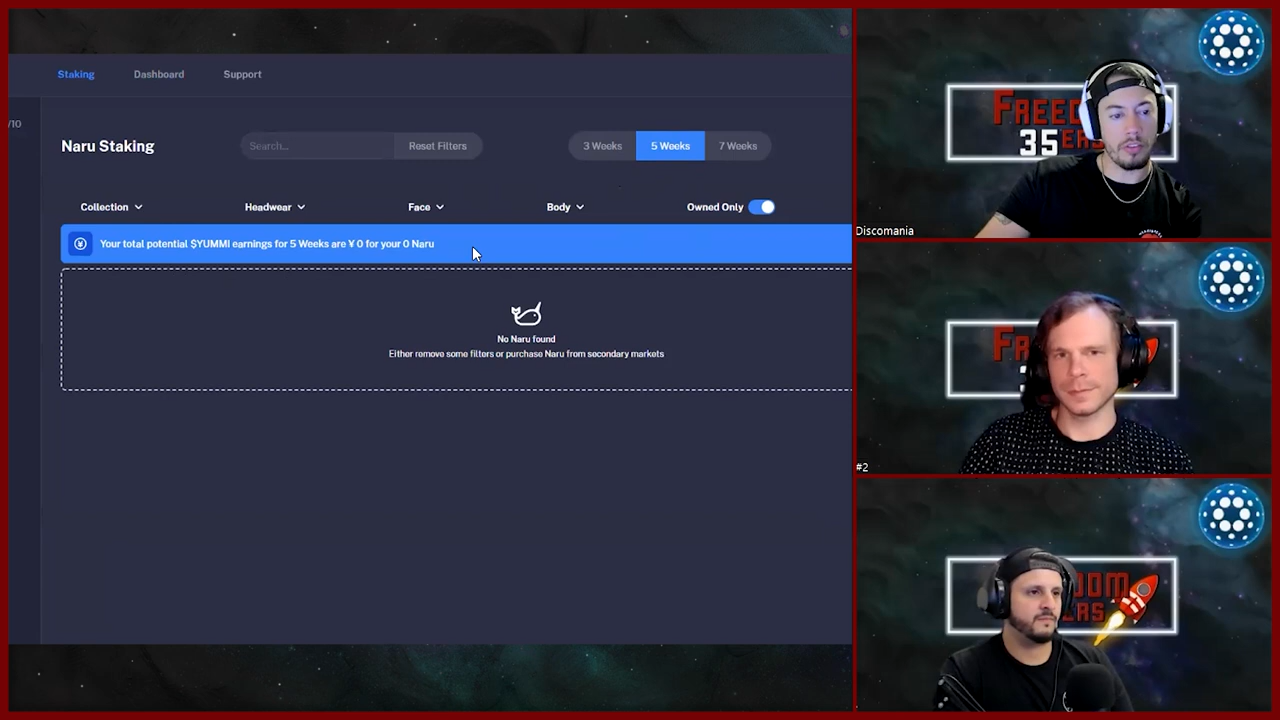 Staking Dashboard Support
/10
Naru Staking
Search...
Reset Filters
3 Weeks 5 Weeks 7 Weeks
Collection Headwear Face Body Owned Only
Your total potential $YUMMI earnings for 5 Weeks are ¥ 0 for your 0 Naru
No Naru found
Either remove some filters or purchase Naru from secondary markets
35
Discomania
#2